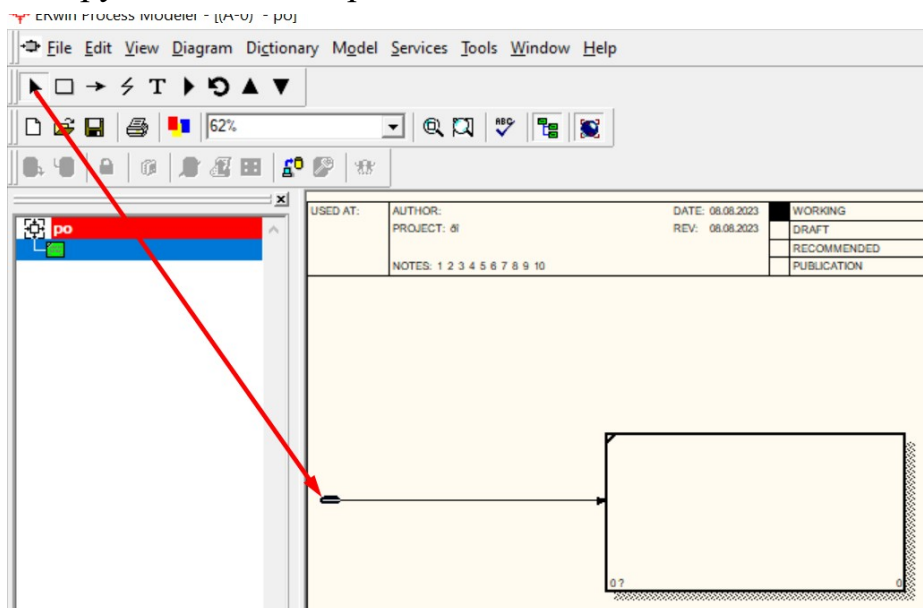 ERwin Process Modeler - [(A-0) - po]
File Edit View Diagram Dictionary Model Services Tools Window Help
T
62%
ABC
po
USED AT:
AUTHOR:
DATE: 08.08.2023
WORKING
PROJECT: ðî
REV: 08.08.2023
DRAFT
RECOMMENDED
NOTES: 1 2 3 4 5 6 7 8 9 10
PUBLICATION
0 ?
0